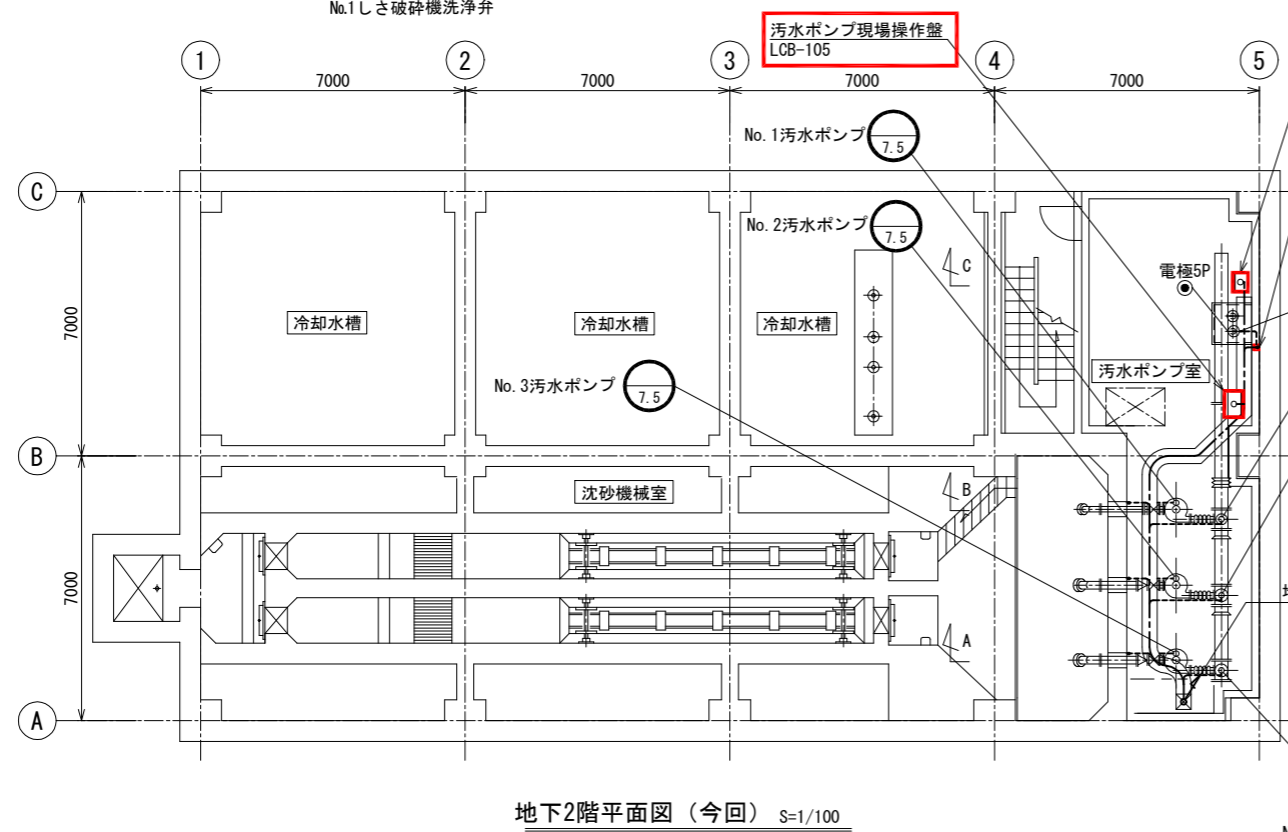 No.1しさ破砕機洗浄弁
汚水ポンプ現場操作盤
LCB-105
1
2
3
4
5
7000
7000
7000
7000
No.1汚水ポンプ
7.5
C
No.2汚水ポンプ
7.5
C
電極5P
7000
冷却水槽
冷却水槽
冷却水槽
汚水ポンプ室
No.3汚水ポンプ
7.5
B
沈砂機械室
B
7000
A
A
地下2階平面図(今回) S=1/100